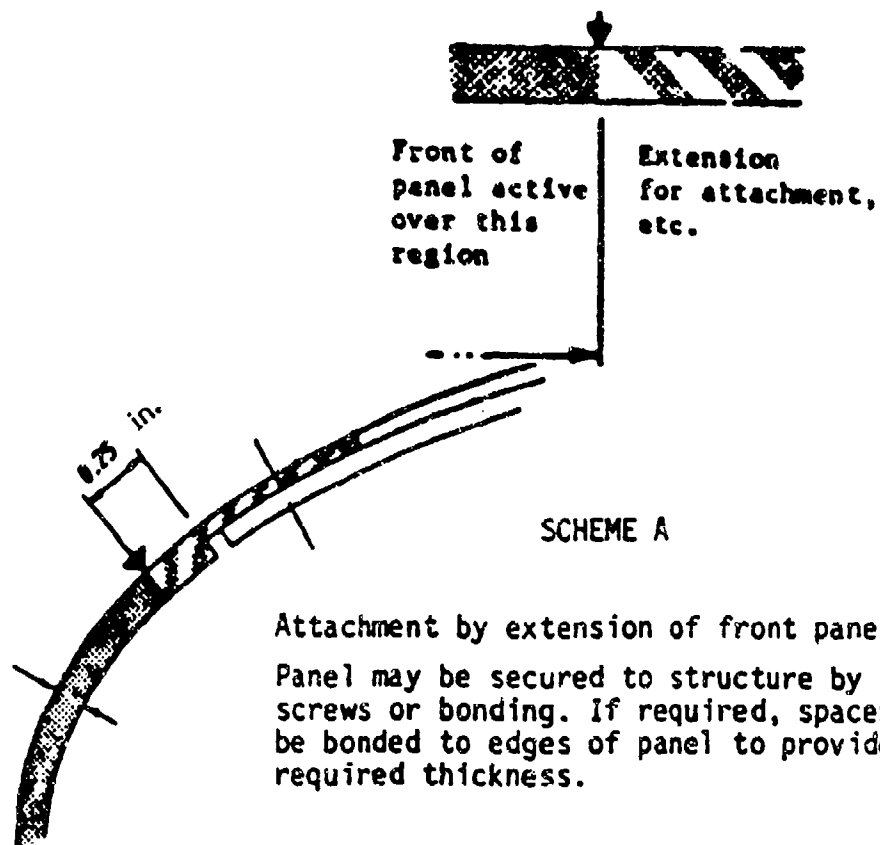 Front of
panel active
over this
region
Extension
for attachment,
etc.
0.25 in.
SCHEME A
Attachment by extension of front pane
Panel may be secured to structure by
screws or bonding. If required, space
be bonded to edges of panel to provide
required thickness.